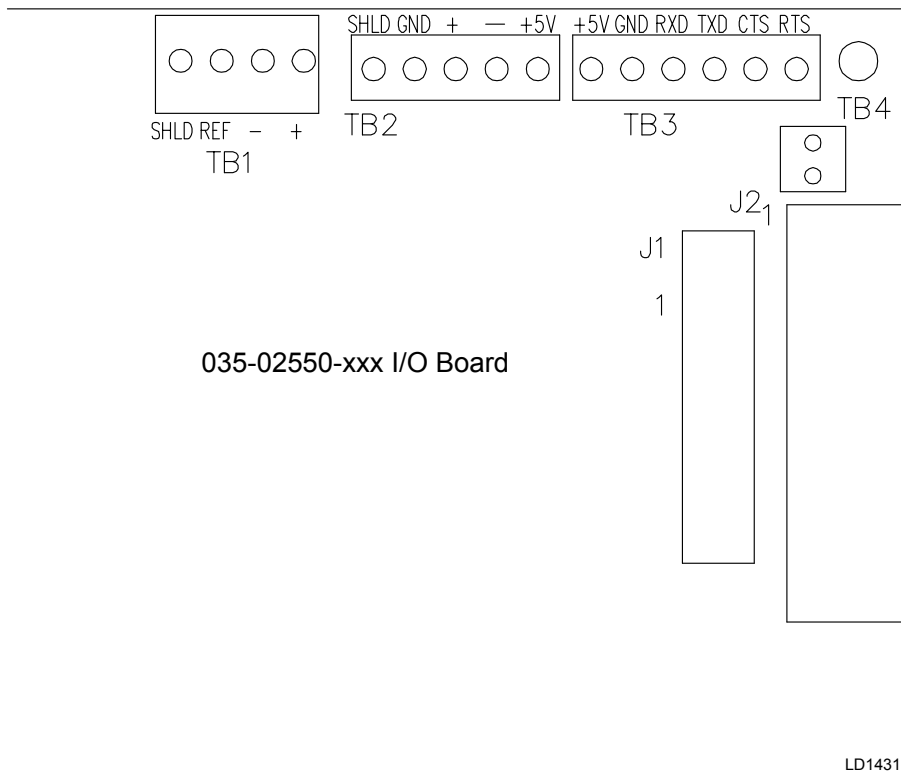 SHLD GND + — +5V +5V GND RXD TXD CTS RTS
SHLD REF - +
TB1
TB2
TB3
TB4
J2 1
J1
1
035-02550-xxx I/O Board
LD1431